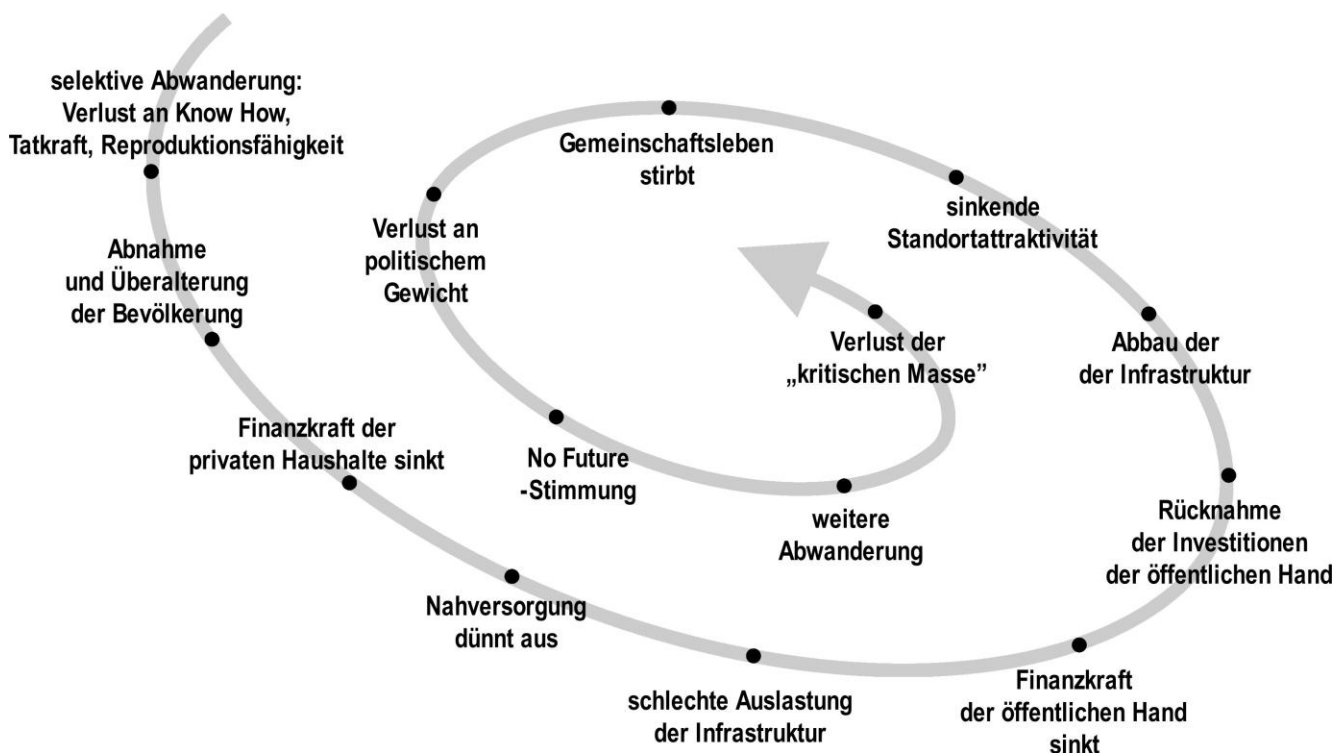 selektive Abwanderung:
Verlust an Know How,
Tatkraft, Reproduktionsfähigkeit
Abnahme
und Überalterung
der Bevölkerung
Finanzkraft der
privaten Haushalte sinkt
Nahversorgung
dünnt aus
schlechte Auslastung
der Infrastruktur
Finanzkraft
der öffentlichen Hand
sinkt
Rücknahme
der Investitionen
der öffentlichen Hand
Abbau der
der Infrastruktur
sinkende
Standortattraktivität
Gemeinschaftsleben
stirbt
Verlust an
politischem
Gewicht
No Future
-Stimmung
weitere
Abwanderung
Verlust der
„kritischen Masse”